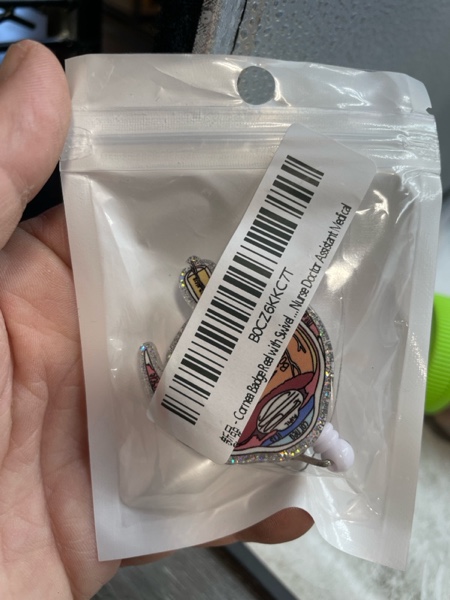 B0CZ6KKC7T
新品 - Cornea Badge Reel with Swivel ...Nurse Doctor Assistant Medical